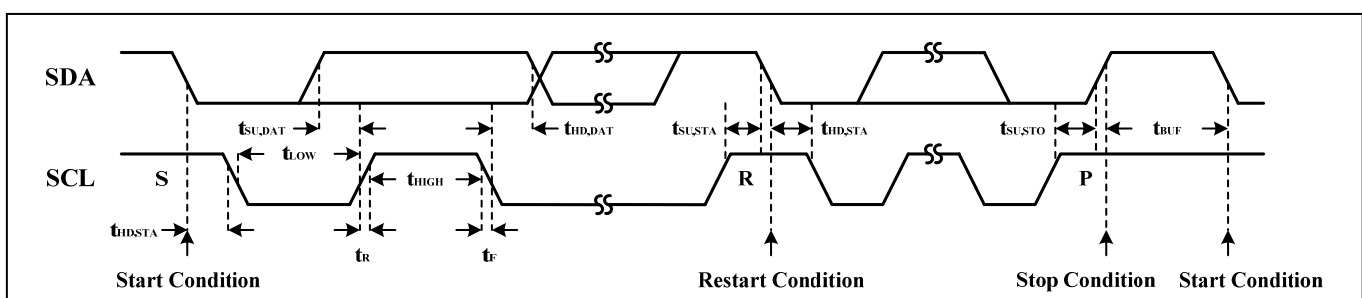 SDA
tSU,DAT tHD,DAT tSU,STA tHD,STA tSU,STO tBUF
tLOW
SCL S tHIGH R P
tHD,STA
tR tF
Start Condition Restart Condition Stop Condition Start Condition